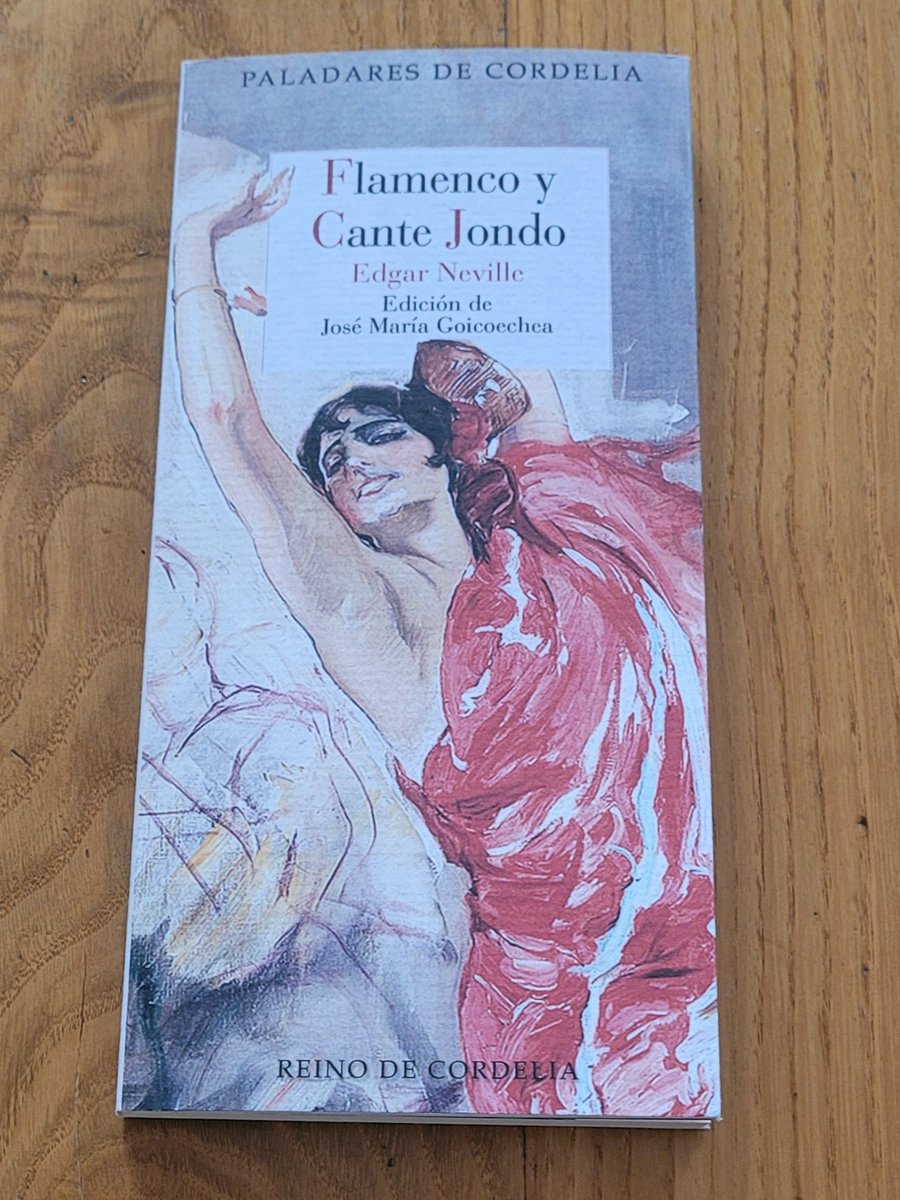 PALADARES DE CORDELIA
Flamenco y
Cante Jondo
Edgar Neville
Edición de
José María Goicoechea
REINO DE CORDELIA